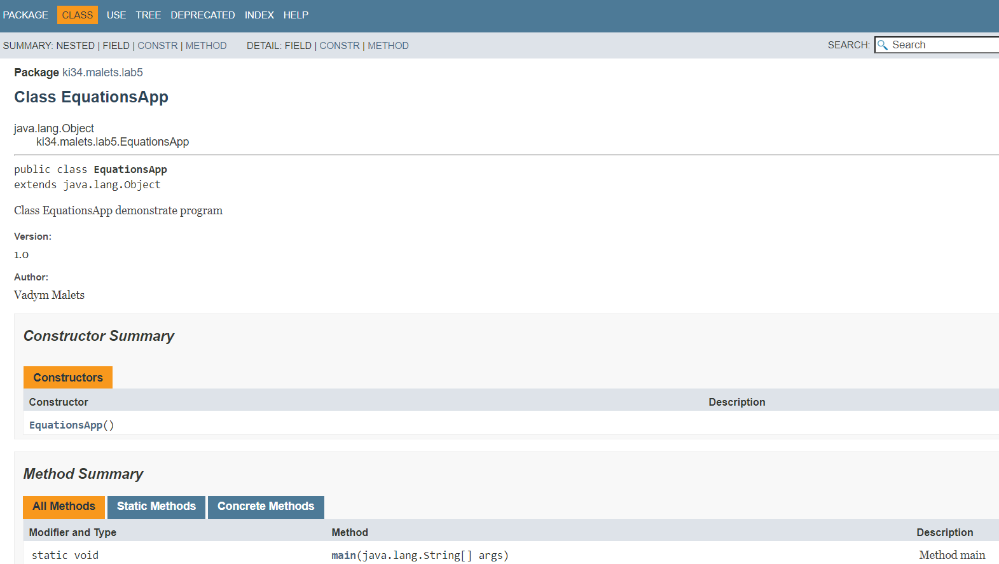 PACKAGE CLASS USE TREE DEPRECATED INDEX HELP
SUMMARY: NESTED | FIELD | CONSTR | METHOD DETAIL: FIELD | CONSTR | METHOD SEARCH: Search
Package ki34.malets.lab5
Class EquationsApp
java.lang.Object
ki34.malets.lab5.EquationsApp
public class EquationsApp
extends java.lang.Object
Class EquationsApp demonstrate program
Version:
1.0
Author:
Vadym Malets
Constructor Summary
Constructors
Constructor Description
EquationsApp()
Method Summary
All Methods Static Methods Concrete Methods
Modifier and Type Method Description
static void main(java.lang.String[] args) Method main